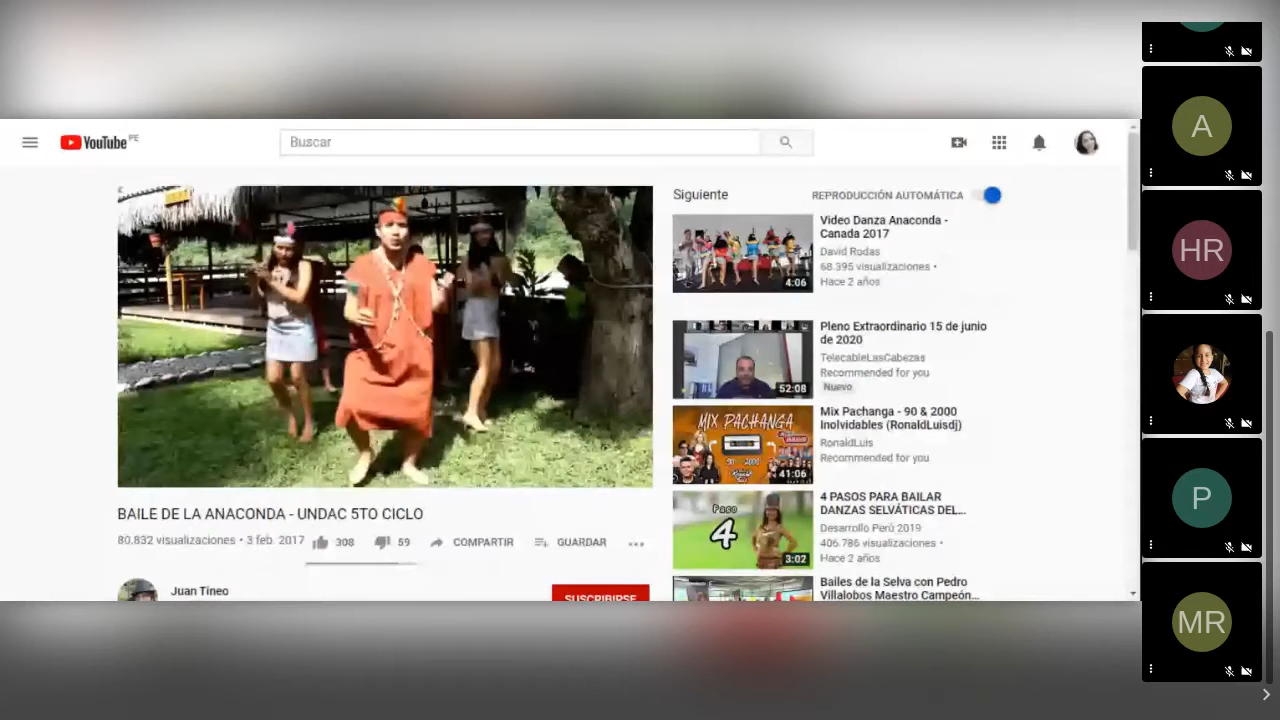 YouTube PE
Buscar
Siguiente
REPRODUCCIÓN AUTOMÁTICA
4:06
Video Danza Anaconda -
Canada 2017
David Rodas
68.395 visualizaciones •
Hace 2 años
52:08
Pleno Extraordinario 15 de junio
de 2020
TelecableLasCabezas
Recommended for you
Nuevo
MIX PACHANGA
90 - 2000
41:06
Mix Pachanga - 90 & 2000
Inolvidables (RonaldLuisdj)
RonaldLuis
Recommended for you
Paso
4
3:02
4 PASOS PARA BAILAR
DANZAS SELVÁTICAS DEL...
Desarrollo Perú 2019
406.786 visualizaciones •
Hace 2 años
Bailes de la Selva con Pedro
Villalobos Maestro Campeón...
BAILE DE LA ANACONDA - UNDAC 5TO CICLO
80.832 visualizaciones • 3 feb. 2017
308
59
COMPARTIR
GUARDAR
Juan Tineo
SUSCRIBIRSE
A
HR
P
MR